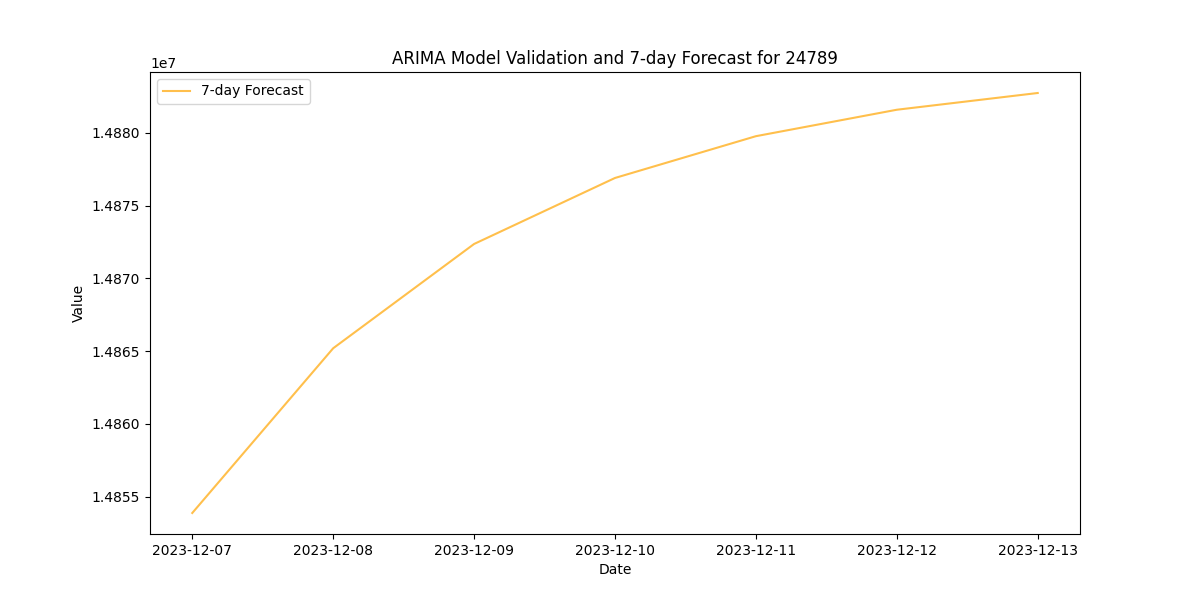 ARIMA Model Validation and 7-day Forecast for 24789
1e7
7-day Forecast
1.4880
1.4875
1.4870
1.4865
1.4860
1.4855
Value
2023-12-07 2023-12-08 2023-12-09 2023-12-10 2023-12-11 2023-12-12 2023-12-13
Date